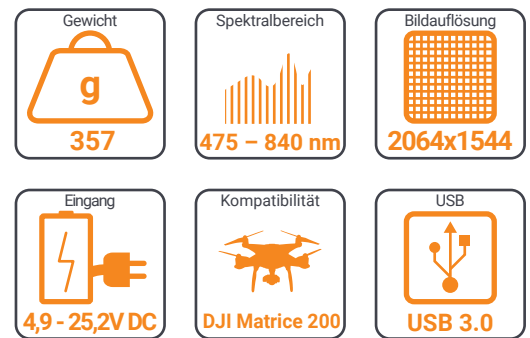 Gewicht
g
357
Spektralbereich
475 – 840 nm
Bildauflösung
2064x1544
Eingang
4,9 - 25,2V DC
Kompatibilität
DJI Matrice 200
USB
USB 3.0